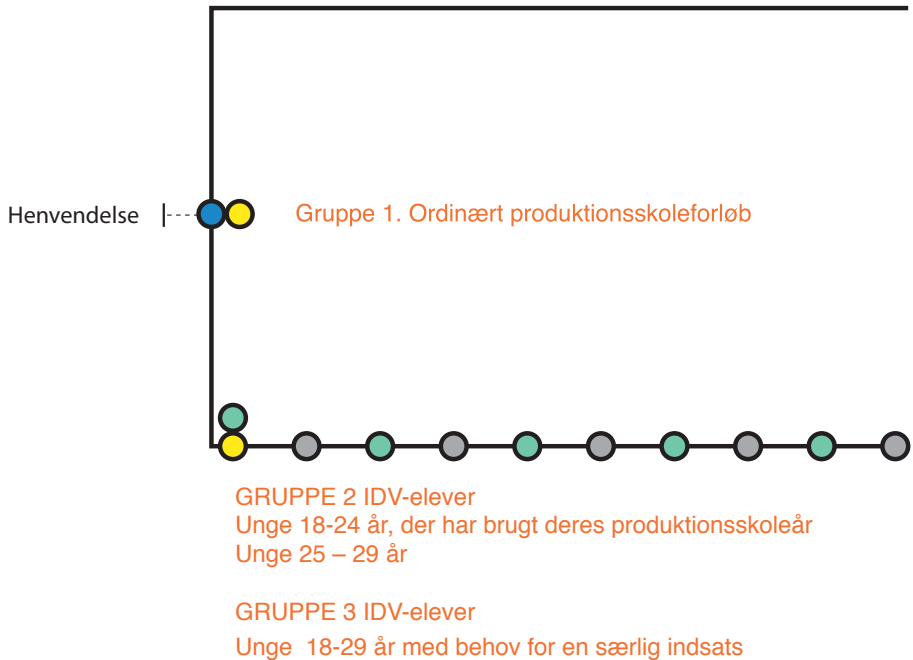 Henvendelse
Gruppe 1. Ordinært produktionsskoleforløb
GRUPPE 2 IDV-elever
Unge 18-24 år, der har brugt deres produktionsskoleår
Unge 25 – 29 år
GRUPPE 3 IDV-elever
Unge 18-29 år med behov for en særlig indsats